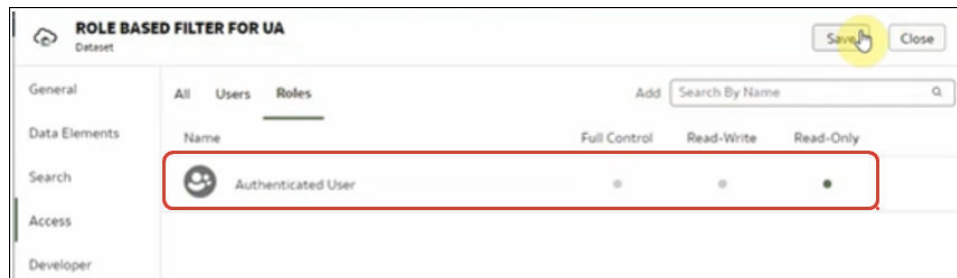 ROLE BASED FILTER FOR UA
Dataset
Save
Close
General
All Users Roles
Add Search By Name
Data Elements
Name Full Control Read-Write Read-Only
Search
Authenticated User
Access
Developer